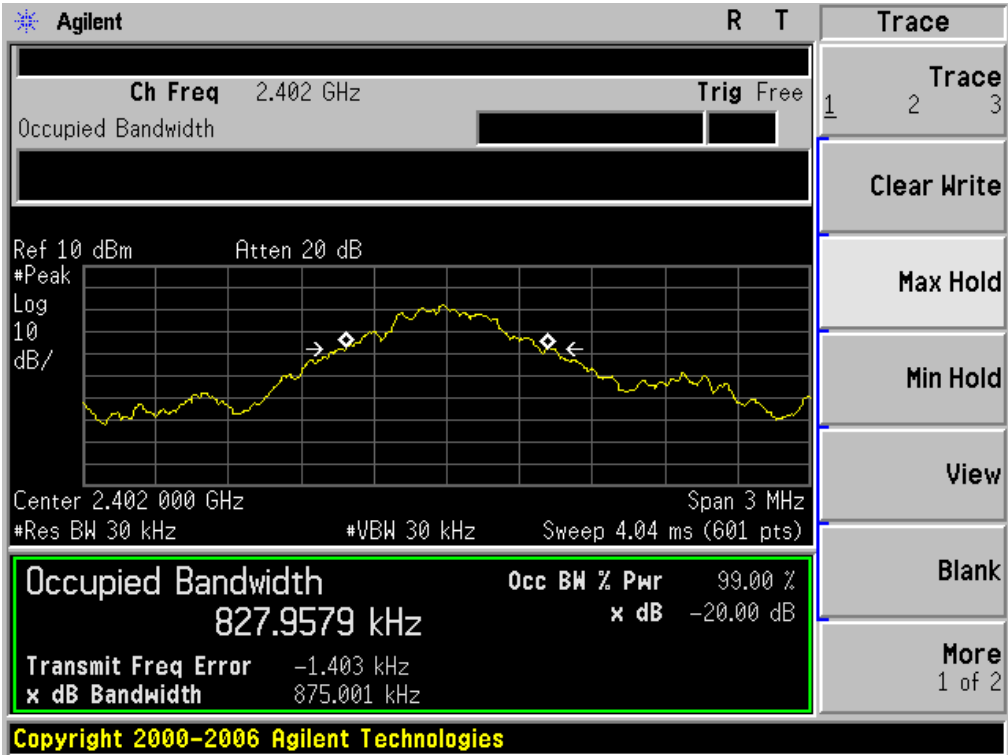 Agilent R T
Ch Freq 2.402 GHz Trig Free
Occupied Bandwidth
Ref 10 dBm Atten 20 dB
#Peak
Log
10
dB/
Center 2.402 000 GHz Span 3 MHz
#Res BW 30 kHz #VBW 30 kHz Sweep 4.04 ms (601 pts)
Occupied Bandwidth Occ BW % Pwr 99.00 %
827.9579 kHz x dB -20.00 dB
Transmit Freq Error -1.403 kHz
x dB Bandwidth 875.001 kHz
Copyright 2000-2006 Agilent Technologies
Trace
Trace
1 2 3
Clear Write
Max Hold
Min Hold
View
Blank
More
1 of 2